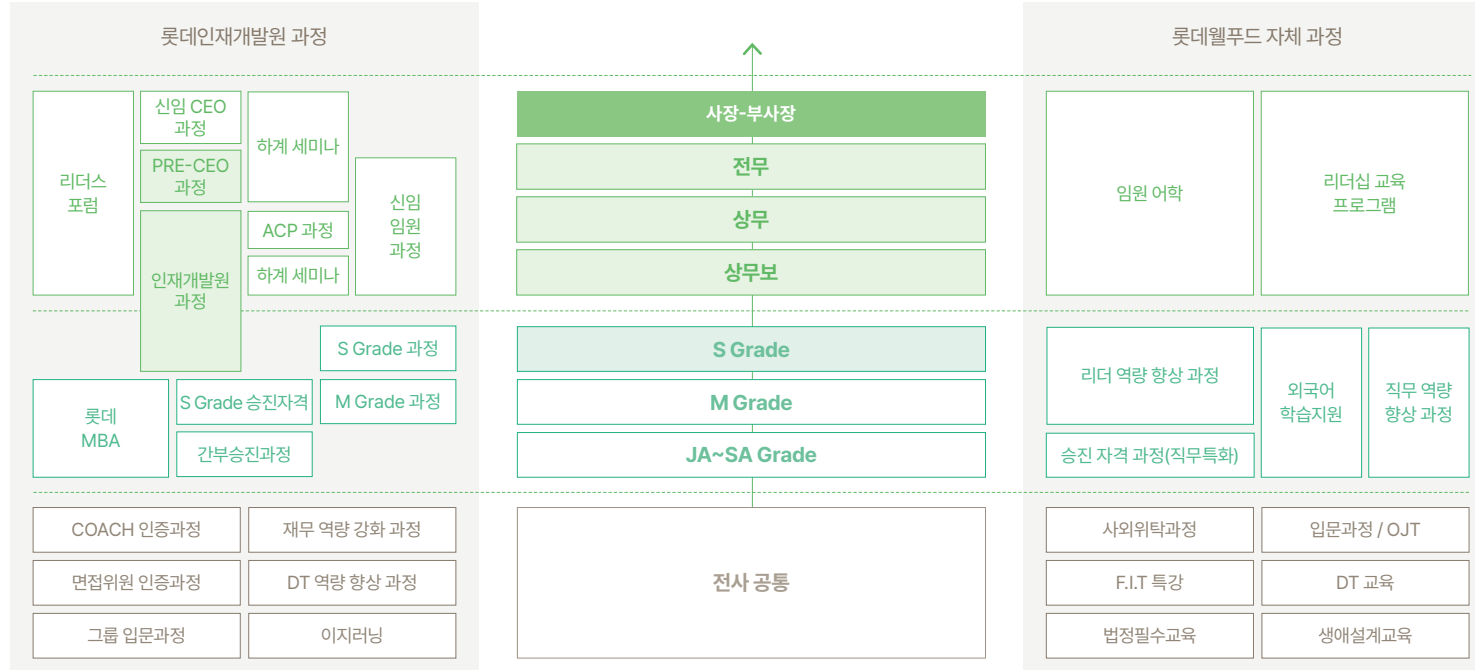 롯데인재개발원 과정
리더스
포럼
신임 CEO
과정
PRE-CEO
과정
인재개발원
과정
하계 세미나
ACP 과정
하계 세미나
신임
임원
과정
S Grade 과정
롯데
MBA
S Grade 승진자격
M Grade 과정
간부승진과정
COACH 인증과정
재무 역량 강화 과정
면접위원 인증과정
DT 역량 향상 과정
그룹 입문과정
이지러닝
사장-부사장
전무
상무
상무보
S Grade
M Grade
JA~SA Grade
전사 공통
롯데웰푸드 자체 과정
임원 어학
리더십 교육
프로그램
리더 역량 향상 과정
승진 자격 과정(직무특화)
외국어
학습지원
직무 역량
향상 과정
사외위탁과정
입문과정 / OJT
F.I.T 특강
DT 교육
법정필수교육
생애설계교육